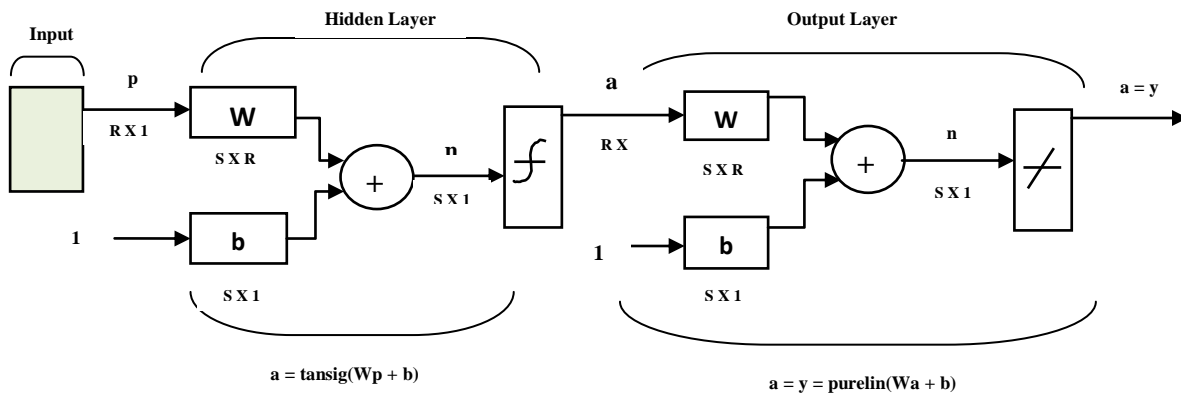 Hidden Layer
Output Layer
Input
p
R X 1
W
S X R
+
n
S X 1
1
b
S X 1
a = tansig(Wp + b)
a
R X
W
S X R
+
n
S X 1
1
b
S X 1
a = y
a = y = purelin(Wa + b)